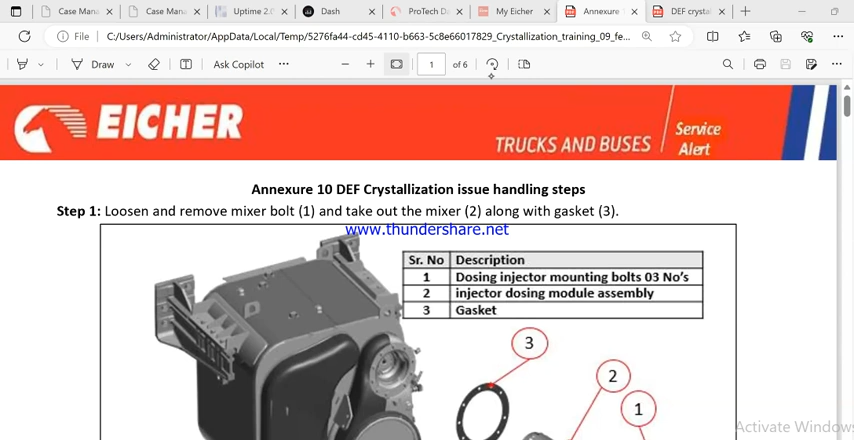 Case Mana
Case Mana
Uptime 2.0
Dash
ProTech Da
My Eicher
Annexure
DEF crystal
File
C:/Users/Administrator/AppData/Local/Temp/5276fa44-cd45-4110-b663-5c8e66017829_Crystallization_training_09_fe...
Draw
Ask Copilot
1 of 6
EICHER
TRUCKS AND BUSES
Service
Alert
Annexure 10 DEF Crystallization issue handling steps
Step 1: Loosen and remove mixer bolt (1) and take out the mixer (2) along with gasket (3).
www.thundershare.net
Sr. No Description
1 Dosing injector mounting bolts 03 No's
2 injector dosing module assembly
3 Gasket
3
2
1
Activate Windows